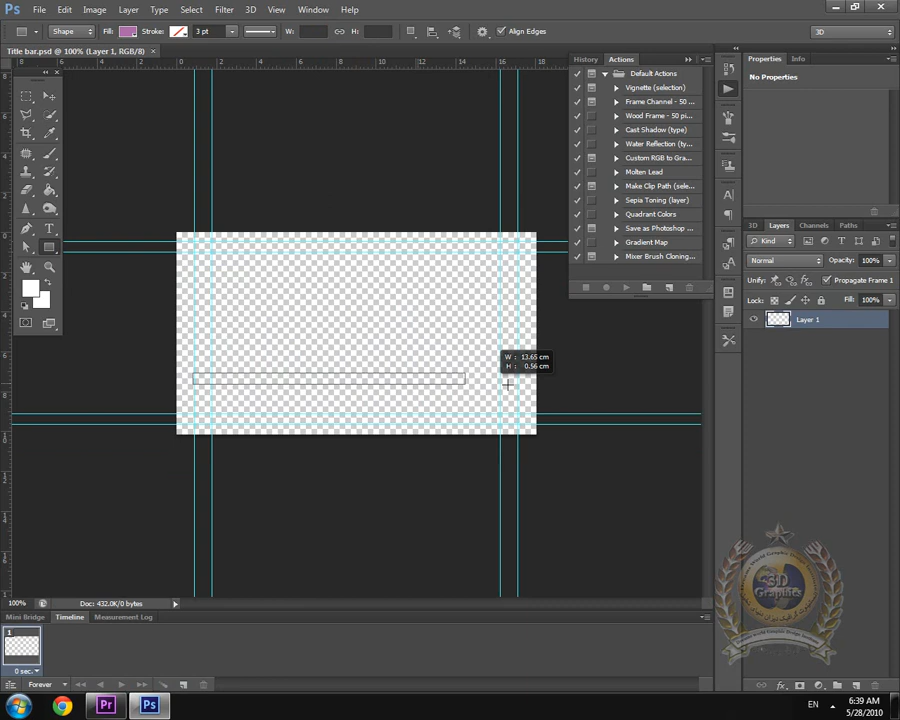 Ps File Edit Image Layer Type Select Filter 3D View Window Help
Shape Fill: Stroke: 3 pt W: H: Align Edges 3D
Title bar.psd @ 100% (Layer 1, RGB/8) ×
History Actions
Default Actions
Vignette (selection)
Frame Channel - 50 ...
Wood Frame - 50 pi...
Cast Shadow (type)
Water Reflection (ty...
Custom RGB to Gra...
Molten Lead
Make Clip Path (sele...
Sepia Toning (layer)
Quadrant Colors
Save as Photoshop ...
Gradient Map
Mixer Brush Cloning...
Properties Info
No Properties
3D Layers Channels Paths
Kind
Normal Opacity: 100%
Unify: Propagate Frame 1
Lock: Fill: 100%
Layer 1
W : 13.65 cm
H : 0.56 cm
3D
Graphics
100% Doc: 432.0K/0 bytes
Mini Bridge Timeline Measurement Log
1
0 sec.
Forever
Pr Ps EN 6:39 AM
5/28/2010